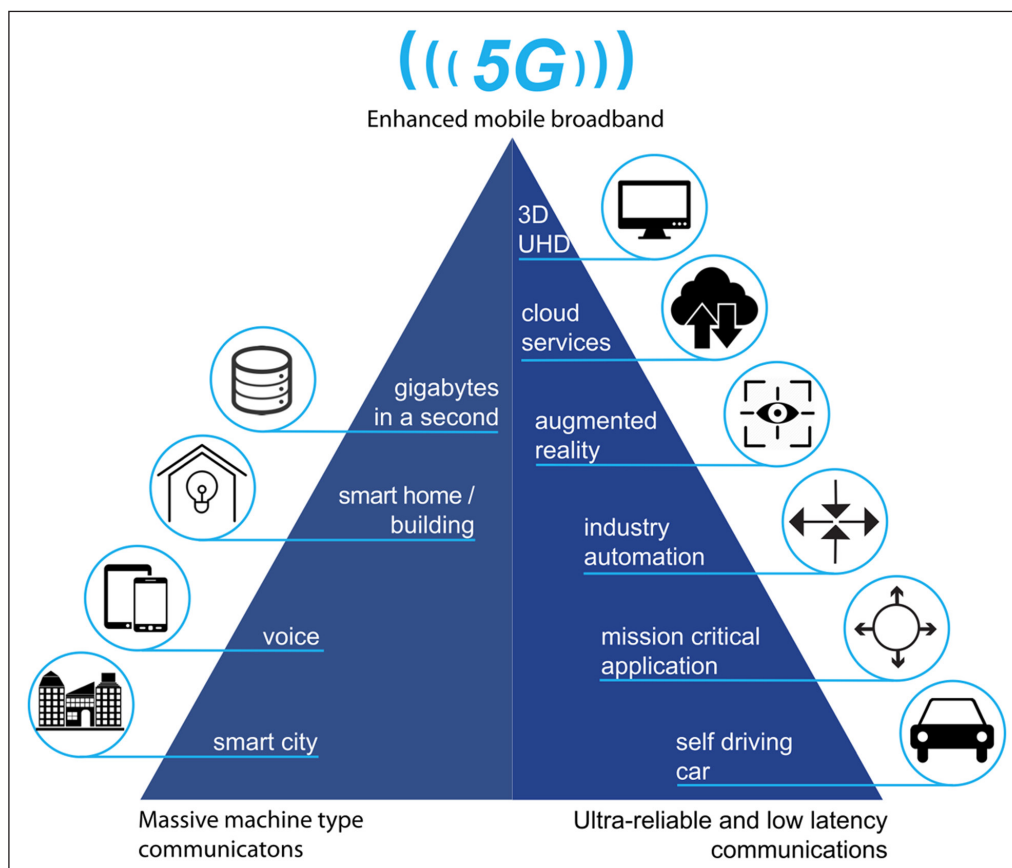 (((5G)))
Enhanced mobile broadband
3D
UHD
cloud
services
gigabytes
in a second
augmented
reality
smart home /
building
industry
automation
voice
mission critical
application
smart city
self driving
car
Massive machine type
communicatons
Ultra-reliable and low latency
communications